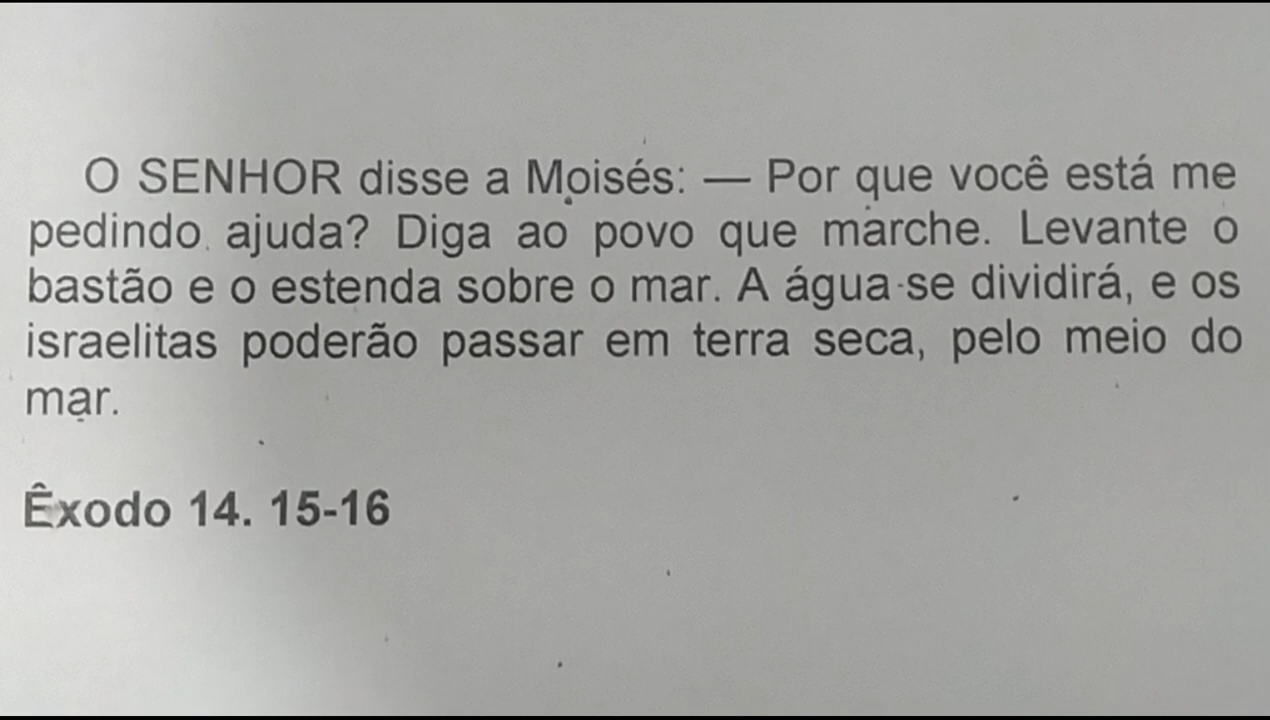 O SENHOR disse a Moisés: — Por que você está me
pedindo ajuda? Diga ao povo que marche. Levante o
bastão e o estenda sobre o mar. A água se dividirá, e os
israelitas poderão passar em terra seca, pelo meio do
mar.
Êxodo 14. 15-16